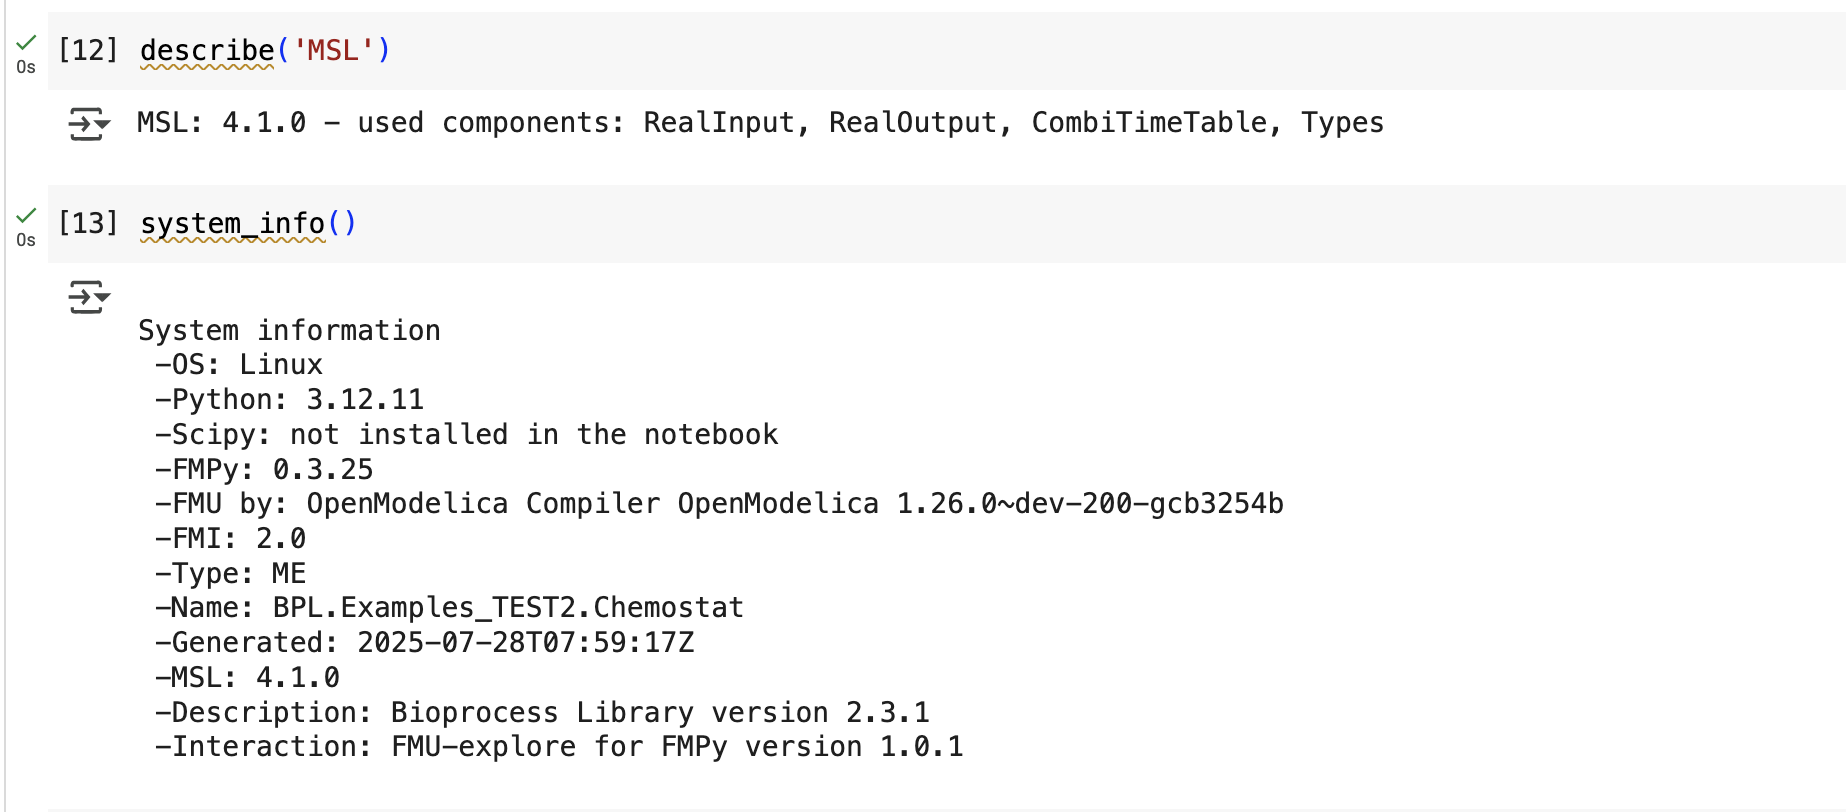 [12] describe('MSL')
0s
MSL: 4.1.0 – used components: RealInput, RealOutput, CombiTimeTable, Types
[13] system_info()
0s
System information
–OS: Linux
–Python: 3.12.11
–Scipy: not installed in the notebook
–FMPy: 0.3.25
–FMU by: OpenModelica Compiler OpenModelica 1.26.0~dev-200-gcb3254b
–FMI: 2.0
–Type: ME
–Name: BPL.Examples_TEST2.Chemostat
–Generated: 2025-07-28T07:59:17Z
–MSL: 4.1.0
–Description: Bioprocess Library version 2.3.1
–Interaction: FMU-explore for FMPy version 1.0.1